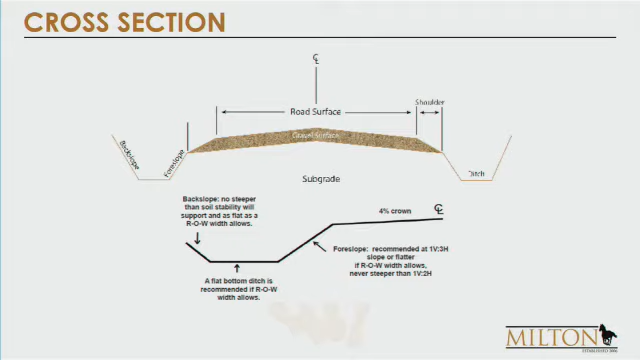 CROSS SECTION
℄
Shoulder
Road Surface
Gravel Surface
Backslope
Foreslope
Ditch
Subgrade
Backslope: no steeper
than soil stability will
support and as flat as a
R-O-W width allows.
4% crown
℄
Foreslope: recommended at 1V:3H
slope or flatter
if R-O-W width allows,
never steeper than 1V:2H
A flat bottom ditch is
recommended if R-O-W
width allows.
MILTON
ESTABLISHED 2006